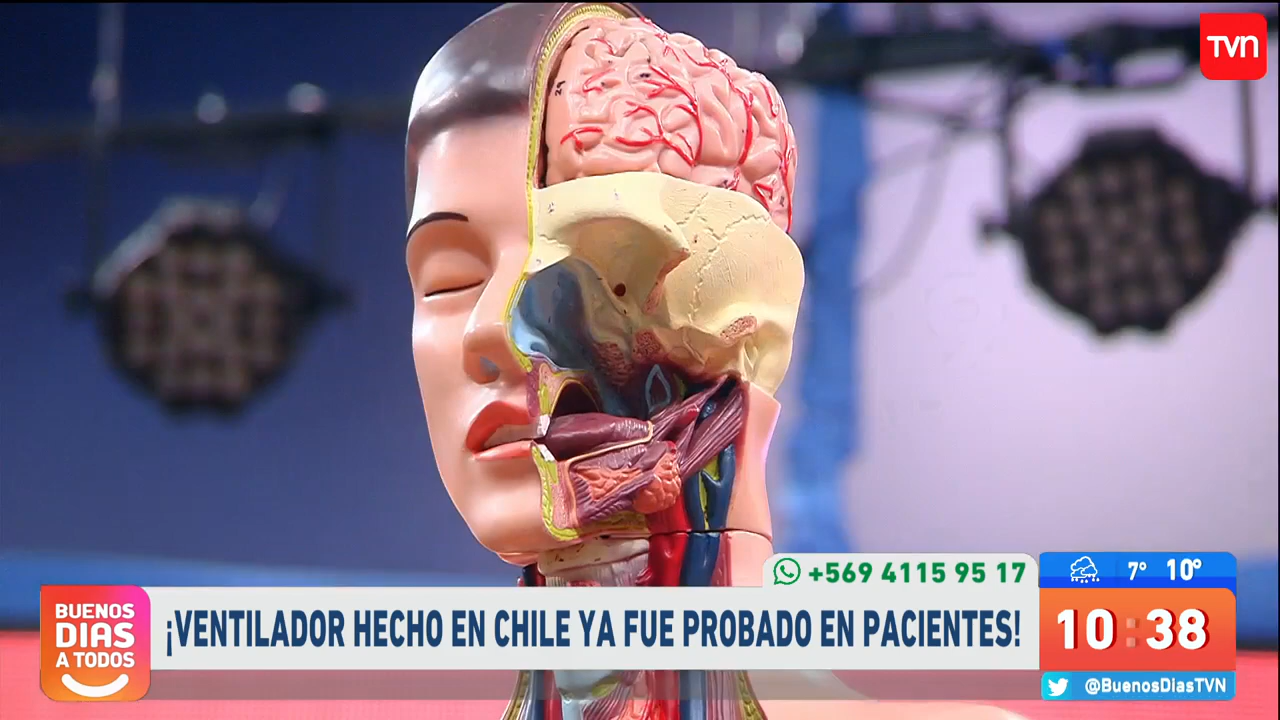 TVN
+569 4115 95 17
7° 10°
BUENOS
DIAS
A TODOS
¡VENTILADOR HECHO EN CHILE YA FUE PROBADO EN PACIENTES!
10:38
@BuenosDiasTVN